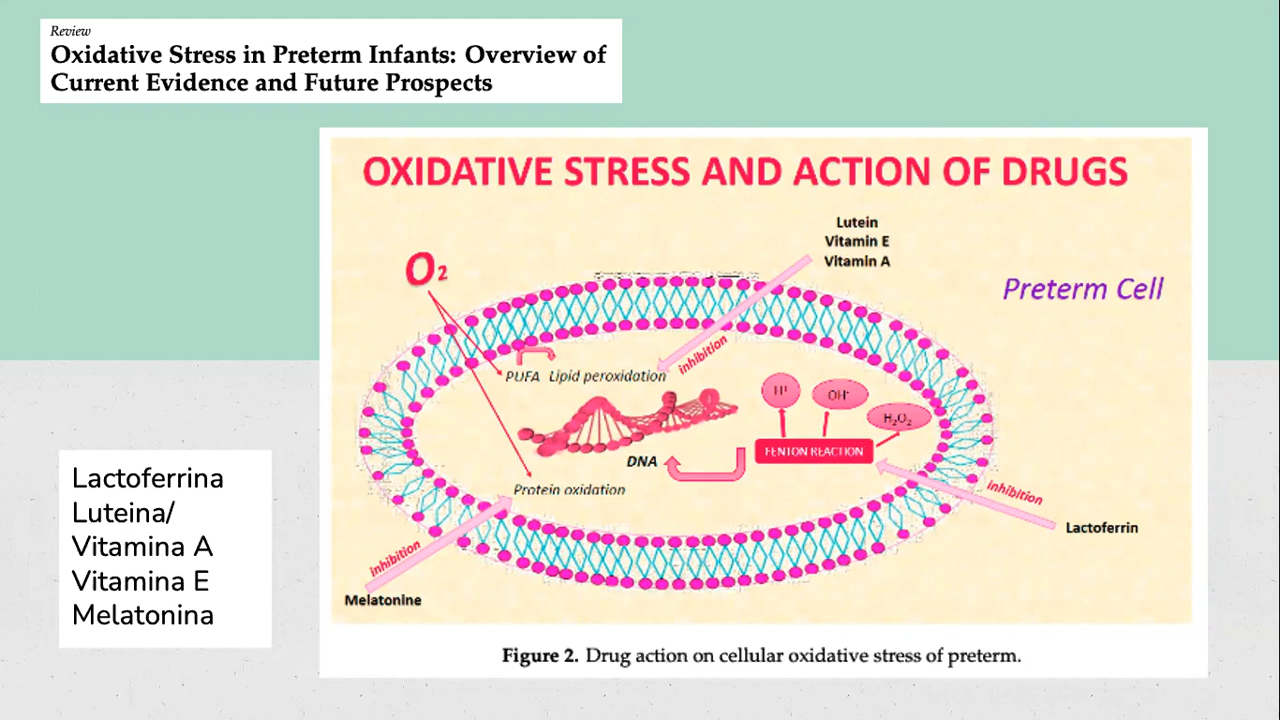 Review
Oxidative Stress in Preterm Infants: Overview of
Current Evidence and Future Prospects
OXIDATIVE STRESS AND ACTION OF DRUGS
Lutein
Vitamin E
Vitamin A
O₂
Preterm Cell
inhibition
PUFA Lipid peroxidation
H⁺
OH⁻
H₂O₂
FENTON REACTION
DNA
Protein oxidation
inhibition
Lactoferrin
inhibition
Melatonine
Lactoferrina
Luteina/
Vitamina A
Vitamina E
Melatonina
Figure 2. Drug action on cellular oxidative stress of preterm.